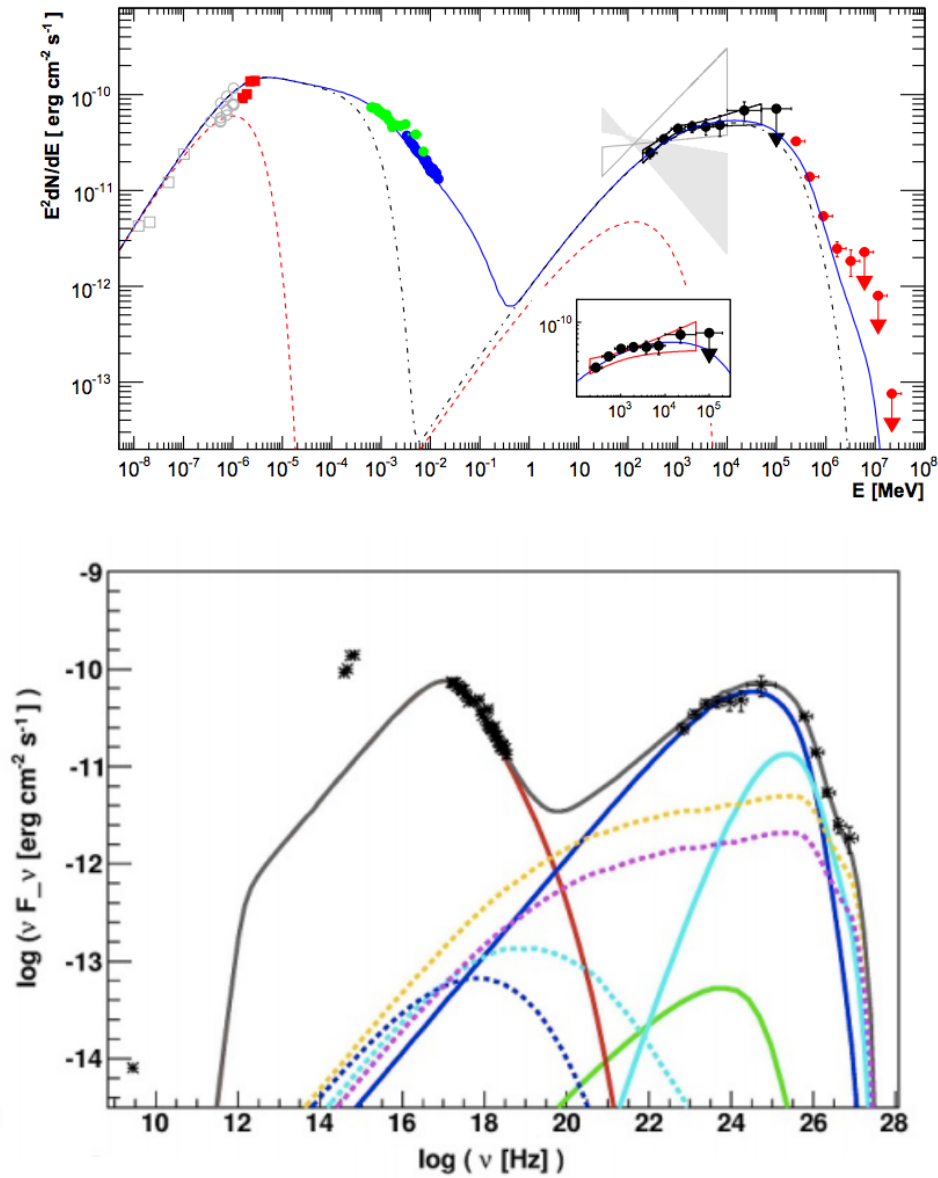 E²dN/dE [ erg cm⁻² s⁻¹ ]
10⁻¹⁰
10⁻¹¹
10⁻¹²
10⁻¹³
10⁻¹⁰
10³ 10⁴ 10⁵
10⁻⁸ 10⁻⁷ 10⁻⁶ 10⁻⁵ 10⁻⁴ 10⁻³ 10⁻² 10⁻¹ 1 10 10² 10³ 10⁴ 10⁵ 10⁶ 10⁷ 10⁸
E [MeV]
log ( ν F_ν [erg cm⁻² s⁻¹] )
-9
-10
-11
-12
-13
-14
10 12 14 16 18 20 22 24 26 28
log ( ν [Hz] )